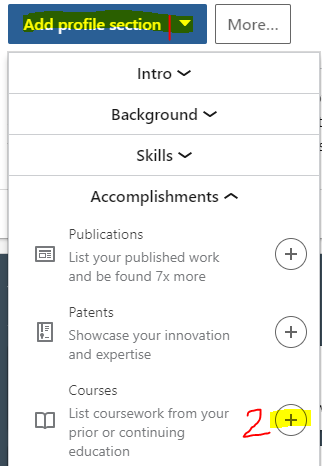 Add profile section
More...
Intro
Background
Skills
Accomplishments
Publications
List your published work
and be found 7x more
Patents
Showcase your innovation
and expertise
Courses
List coursework from your
prior or continuing
education
2